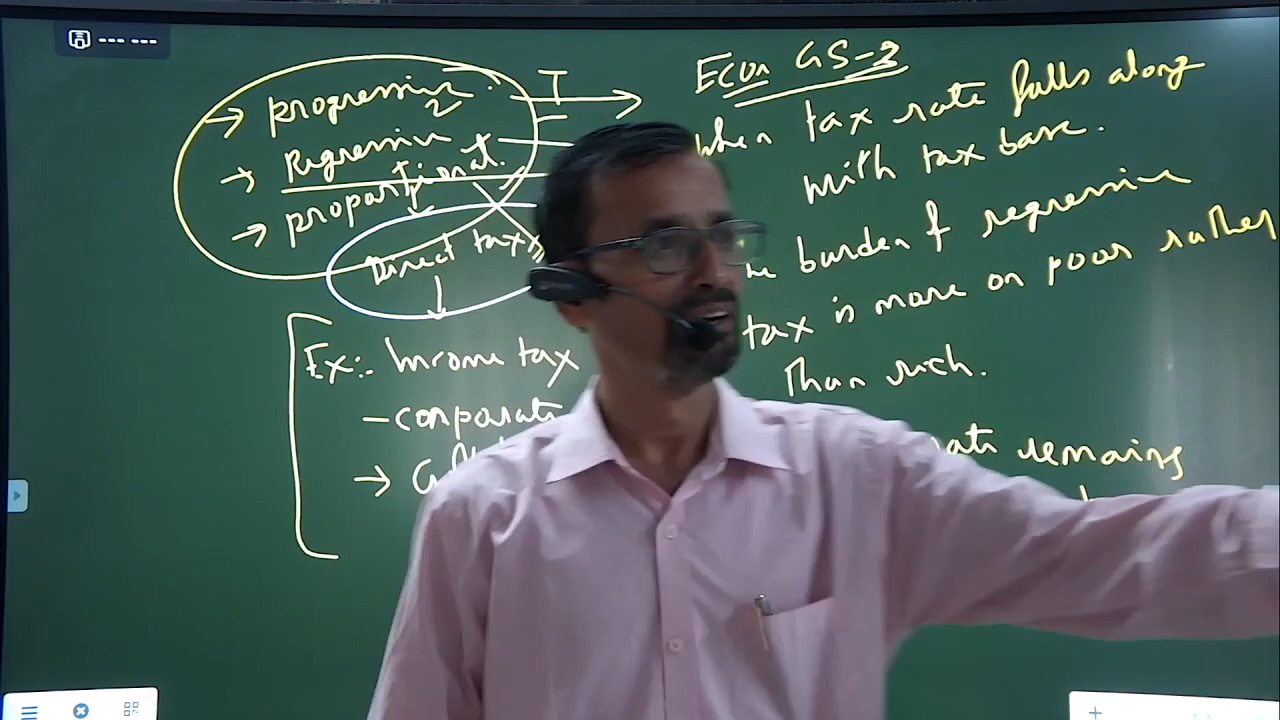 Econ GS-3
→ progressive
→ Regressive
→ proportionat.
T
Direct tax
Ex:- Income tax
- corporate
→ G
when tax rate falls along
with tax base.
burden of regressive
tax is more on poor rather
than rich.
remains